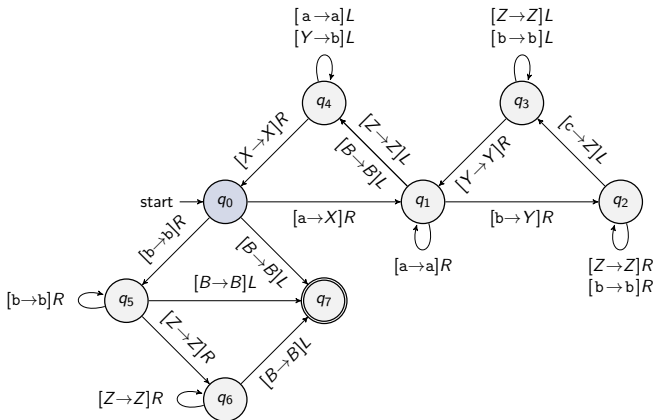 [a→a]L
[Y→b]L
[Z→Z]L
[b→b]L
q4
q3
[X→X]R
[Z→Z]L
[B→B]L
[Y→Y]R
[c→Z]L
start
q0
q1
q2
[a→X]R
[b→Y]R
[b→b]R
[B→B]L
[a→a]R
[Z→Z]R
[b→b]R
[b→b]R
q5
[B→B]L
q7
[Z→Z]R
[B→B]L
[Z→Z]R
q6